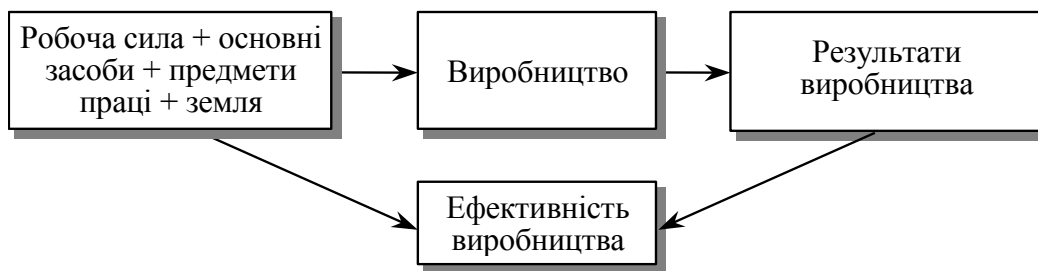 Робоча сила + основні
засоби + предмети
праці + земля
Виробництво
Результати
виробництва
Ефективність
виробництва